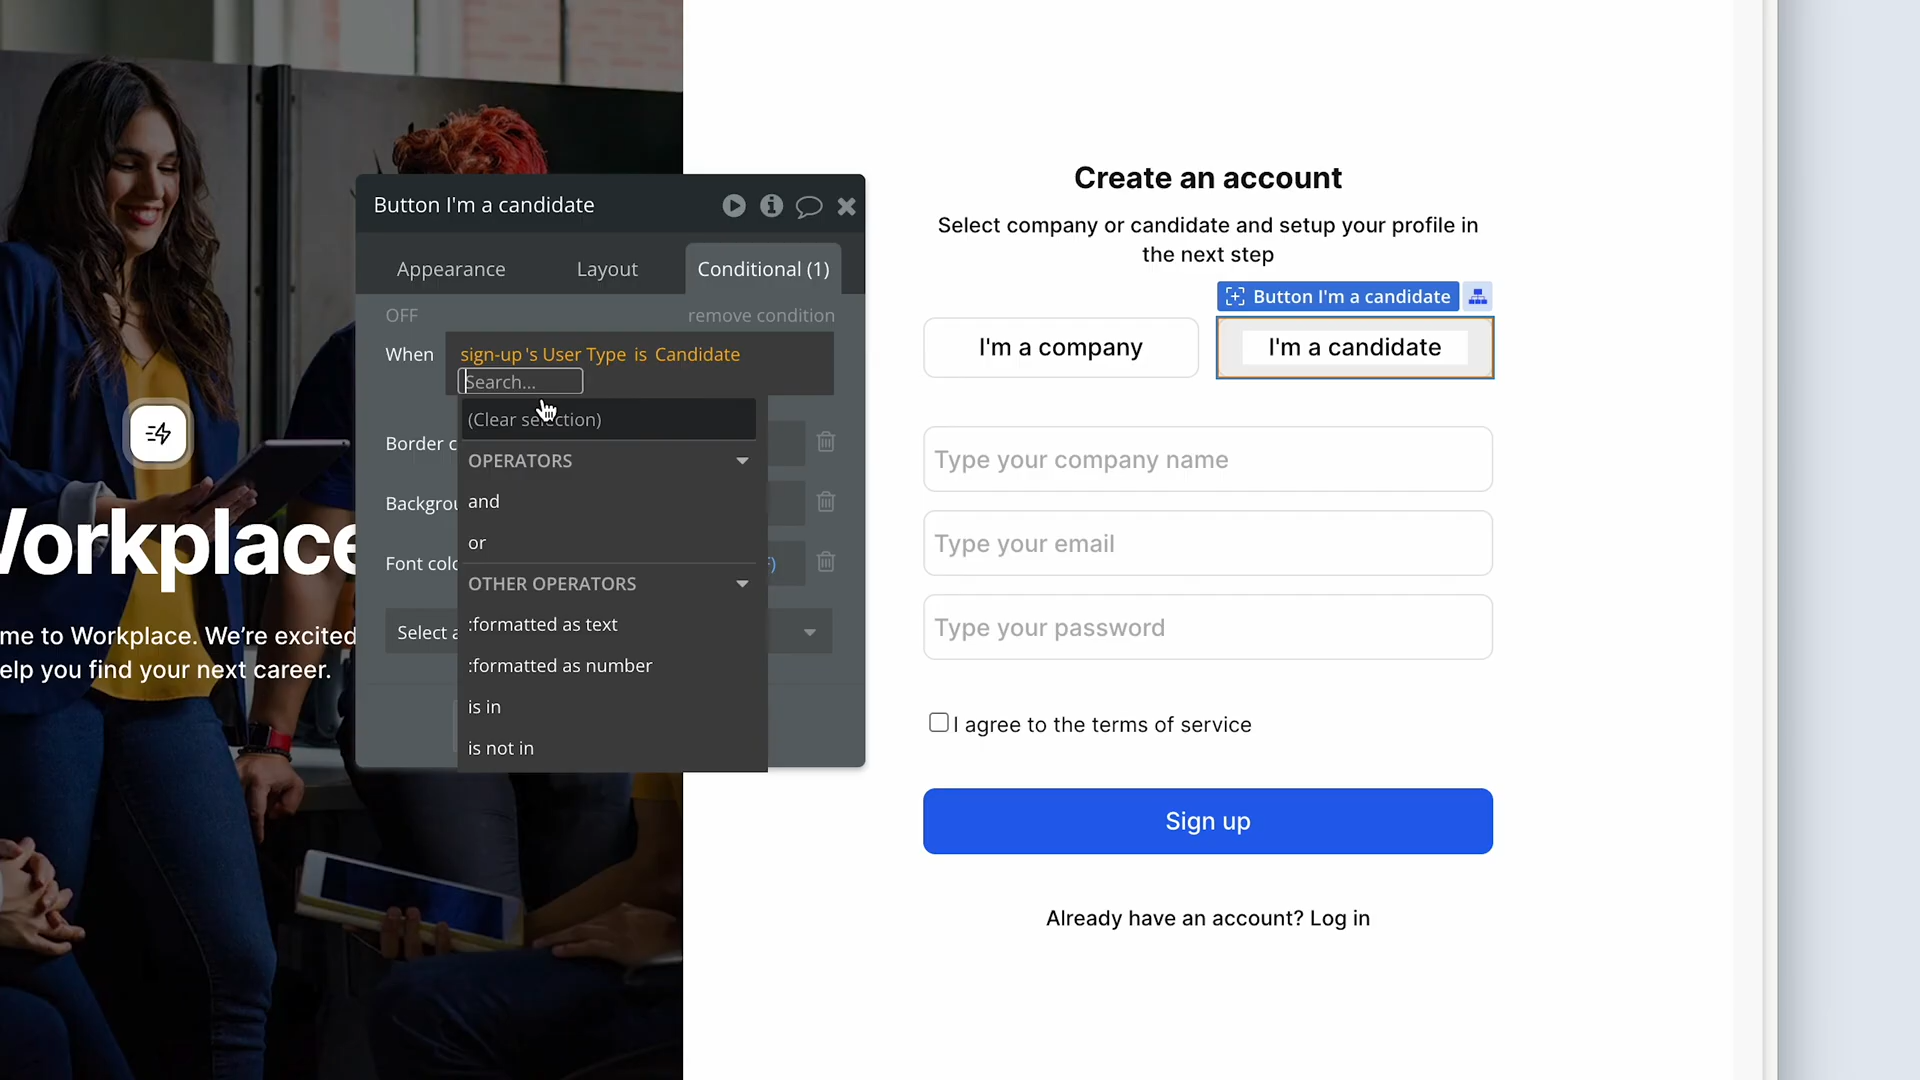 Button I'm a candidate
Appearance
Layout
Conditional (1)
OFF
remove condition
When
sign-up's User Type is Candidate
Search...
(Clear selection)
Border c
OPERATORS
Backgrou
and
or
Font colo
F)
OTHER OPERATORS
Select a
:formatted as text
:formatted as number
is in
is not in
Workplace
me to Workplace. We're excited
elp you find your next career.
Create an account
Select company or candidate and setup your profile in
the next step
Button I'm a candidate
I'm a company
I'm a candidate
Type your company name
Type your email
Type your password
I agree to the terms of service
Sign up
Already have an account? Log in